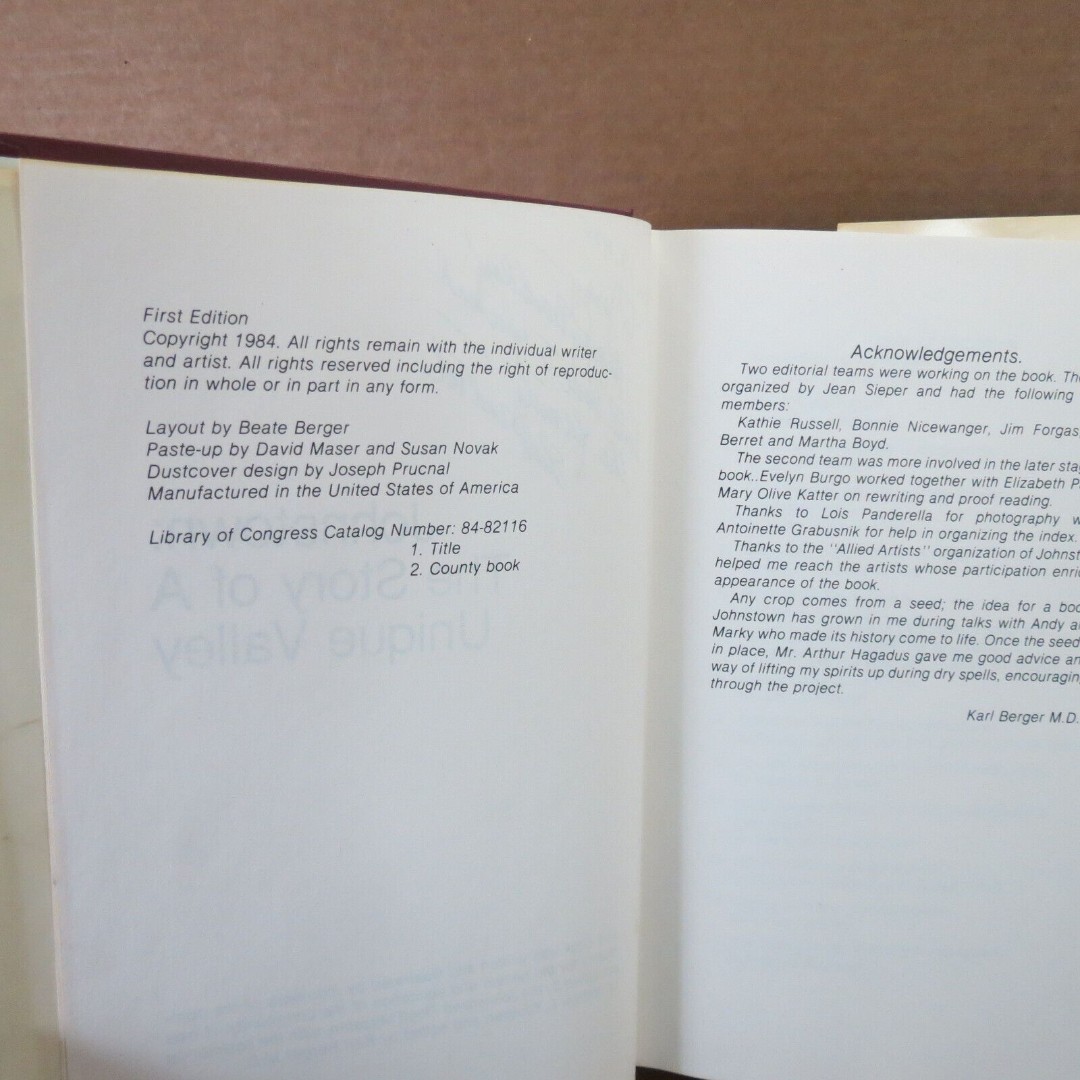 First Edition
Copyright 1984. All rights remain with the individual writer
and artist. All rights reserved including the right of reproduc-
tion in whole or in part in any form.
Layout by Beate Berger
Paste-up by David Maser and Susan Novak
Dustcover design by Joseph Prucnal
Manufactured in the United States of America
Library of Congress Catalog Number: 84-82116
1. Title
2. County book
Johnstown
The Story of A
Unique Valley
Acknowledgements.
Two editorial teams were working on the book. The
organized by Jean Sieper and had the following
members:
Kathie Russell, Bonnie Nicewanger, Jim Forgas,
Berret and Martha Boyd.
The second team was more involved in the later
book..Evelyn Burgo worked together with Elizabeth
Mary Olive Katter on rewriting and proof reading.
Thanks to Lois Panderella for photography
Antoinette Grabusnik for help in organizing the index.
Thanks to the "Allied Artists" organization of
helped me reach the artists whose participation
appearance of the book.
Any crop comes from a seed; the idea for a
Johnstown has grown in me during talks with Andy
Marky who made its history come to life. Once the seed
in place, Mr. Arthur Hagadus gave me good advice
way of lifting my spirits up during dry spells,
through the project.
Karl Berger M.D.